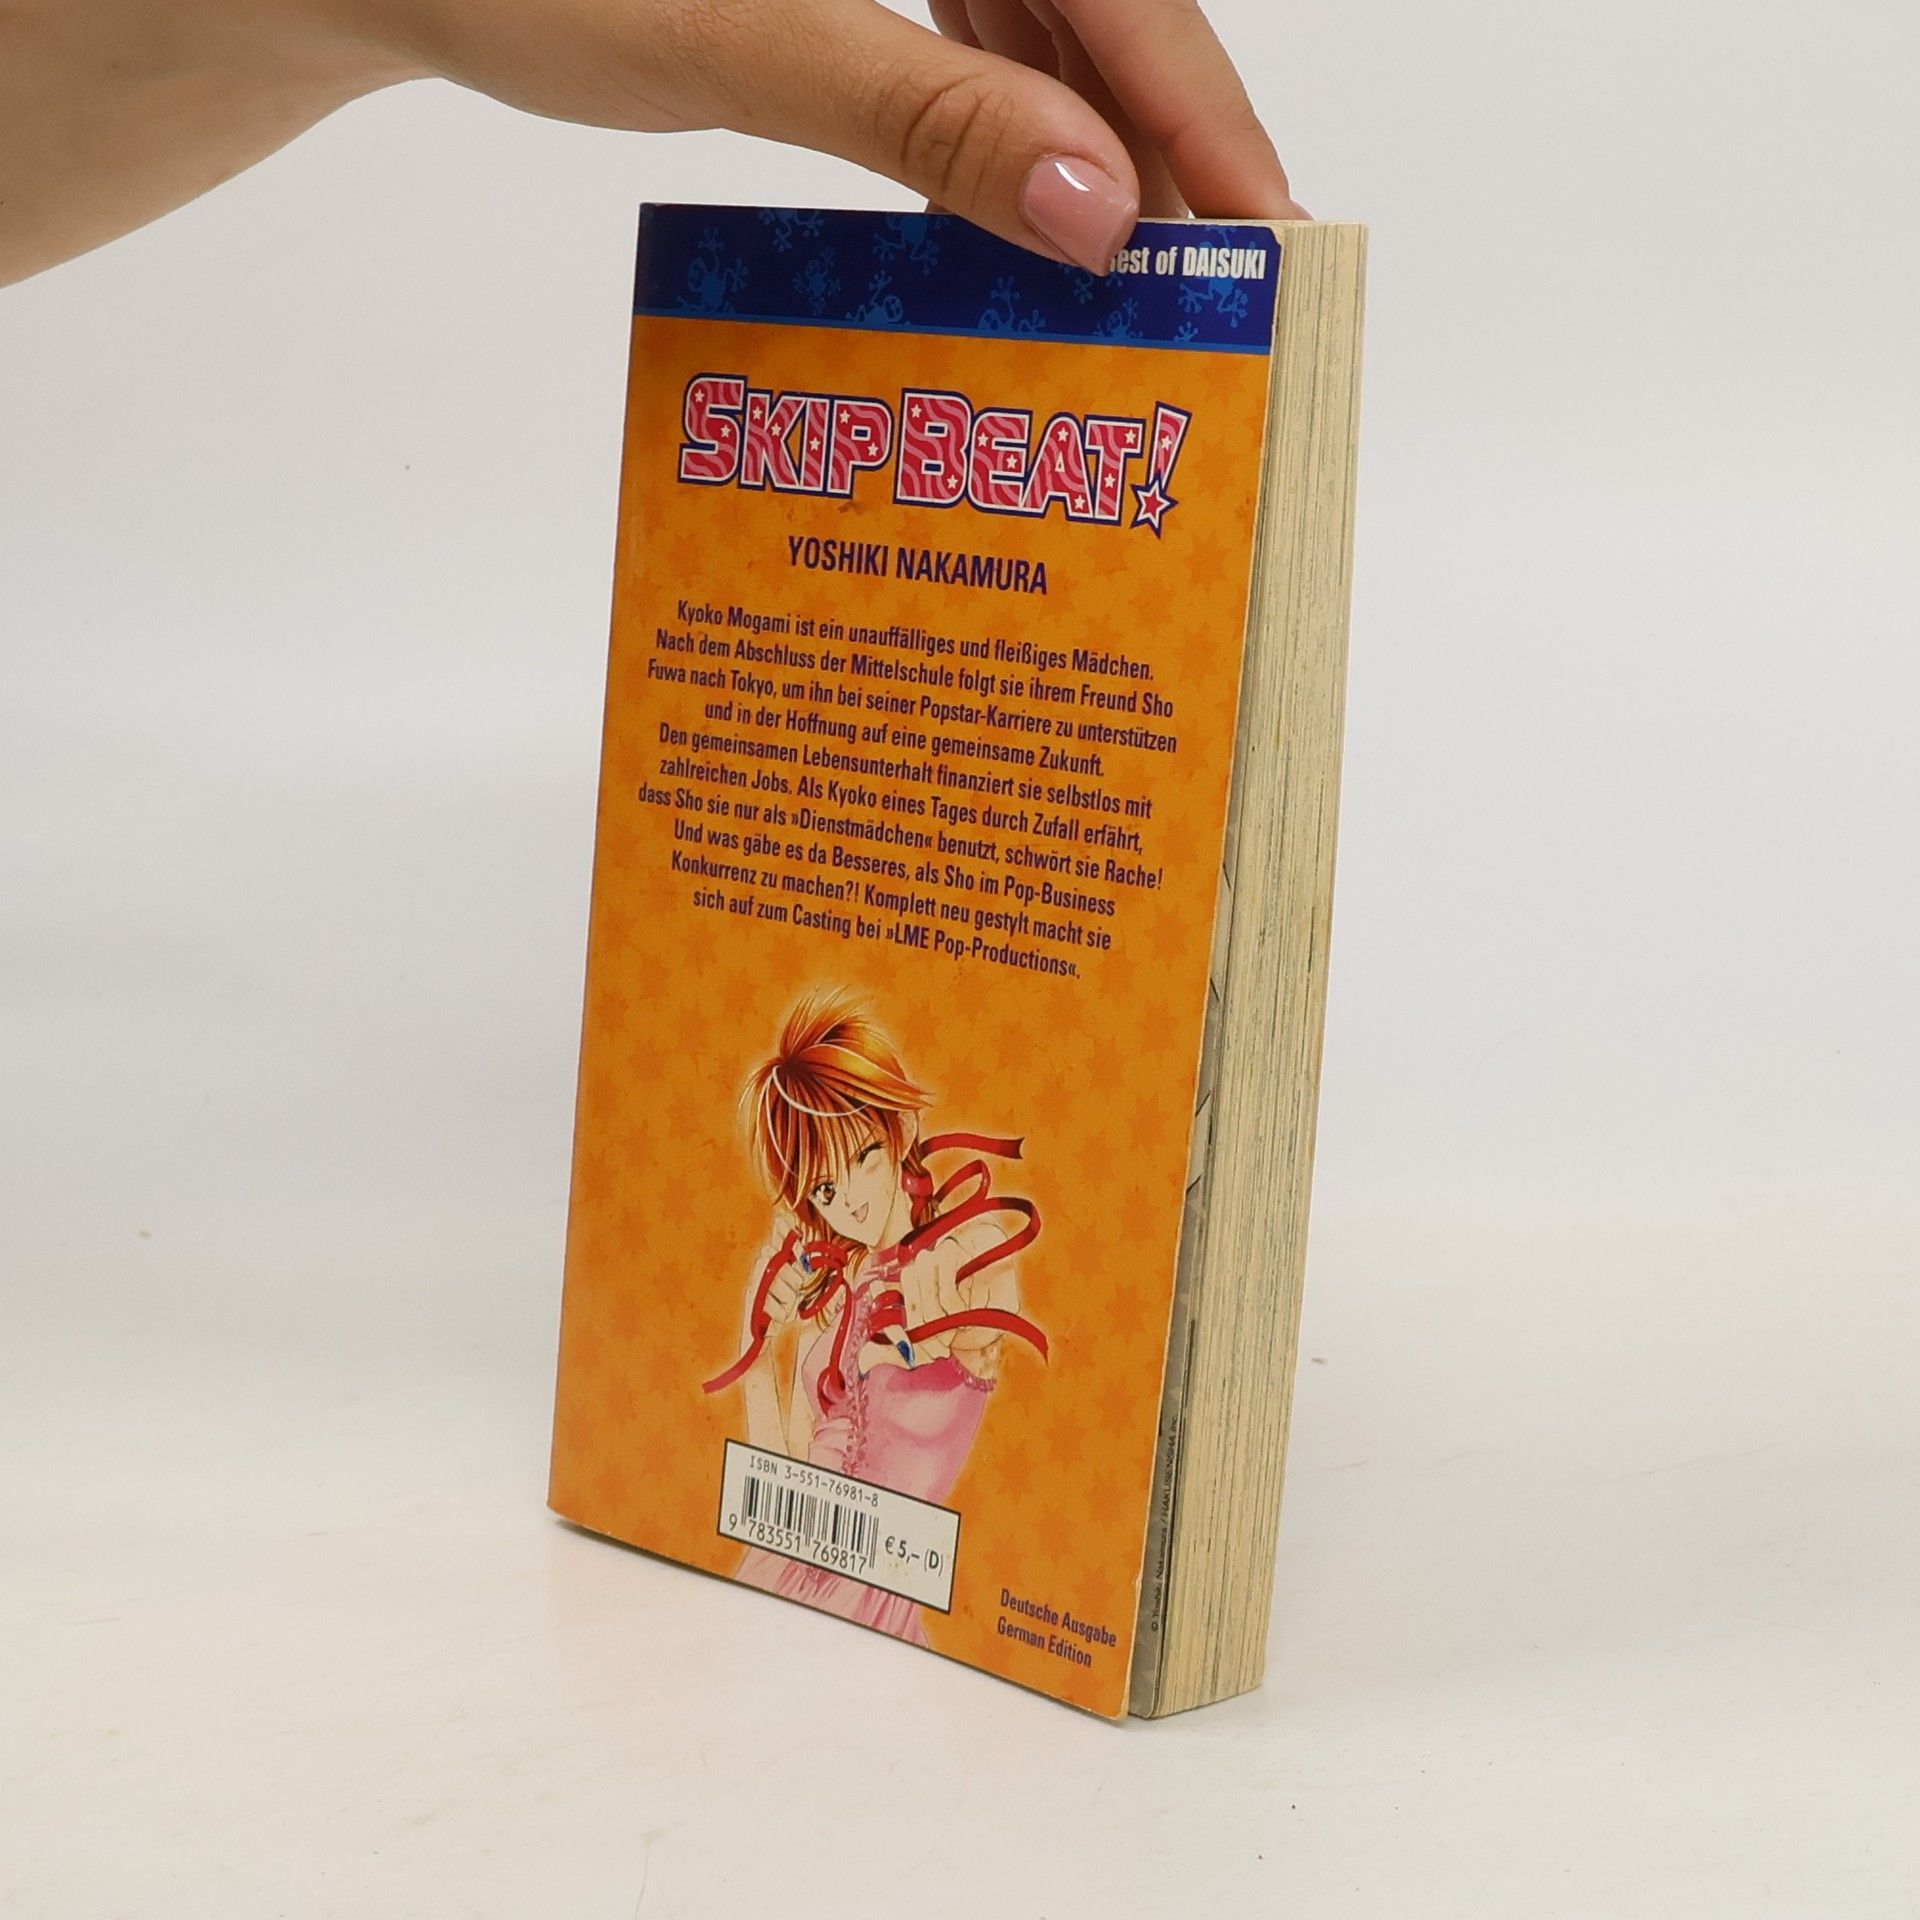 est of DAISUKI
SKIP BEAT!
YOSHIKI NAKAMURA
Kyoko Mogami ist ein unauffälliges und fleißiges Mädchen.
Nach dem Abschluss der Mittelschule folgt sie ihrem Freund Sho
Fuwa nach Tokyo, um ihn bei seiner Popstar-Karriere zu unterstützen
und in der Hoffnung auf eine gemeinsame Zukunft.
Den gemeinsamen Lebensunterhalt finanziert sie selbstlos mit
zahlreichen Jobs. Als Kyoko eines Tages durch Zufall erfährt,
dass Sho sie nur als »Dienstmädchen« benutzt, schwört sie Rache!
Und was gäbe es da Besseres, als Sho im Pop-Business
Konkurrenz zu machen?! Komplett neu gestylt macht sie
sich auf zum Casting bei »LME Pop-Productions«.
ISBN 3-551-76981-8
9 783551 769817
€ 5,– (D)
Deutsche Ausgabe
German Edition
© Yoshiki Nakamura / HAKUSENSHA Inc.